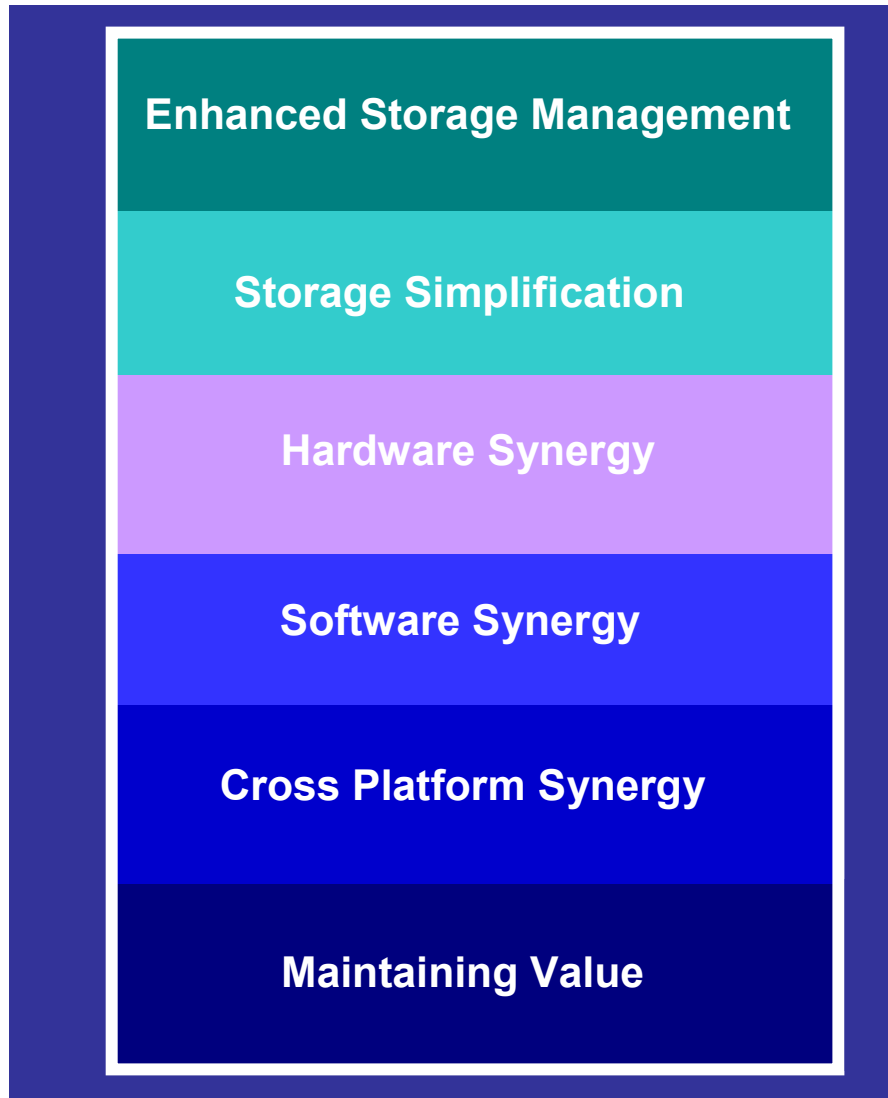 Enhanced Storage Management
Storage Simplification
Hardware Synergy
Software Synergy
Cross Platform Synergy
Maintaining Value